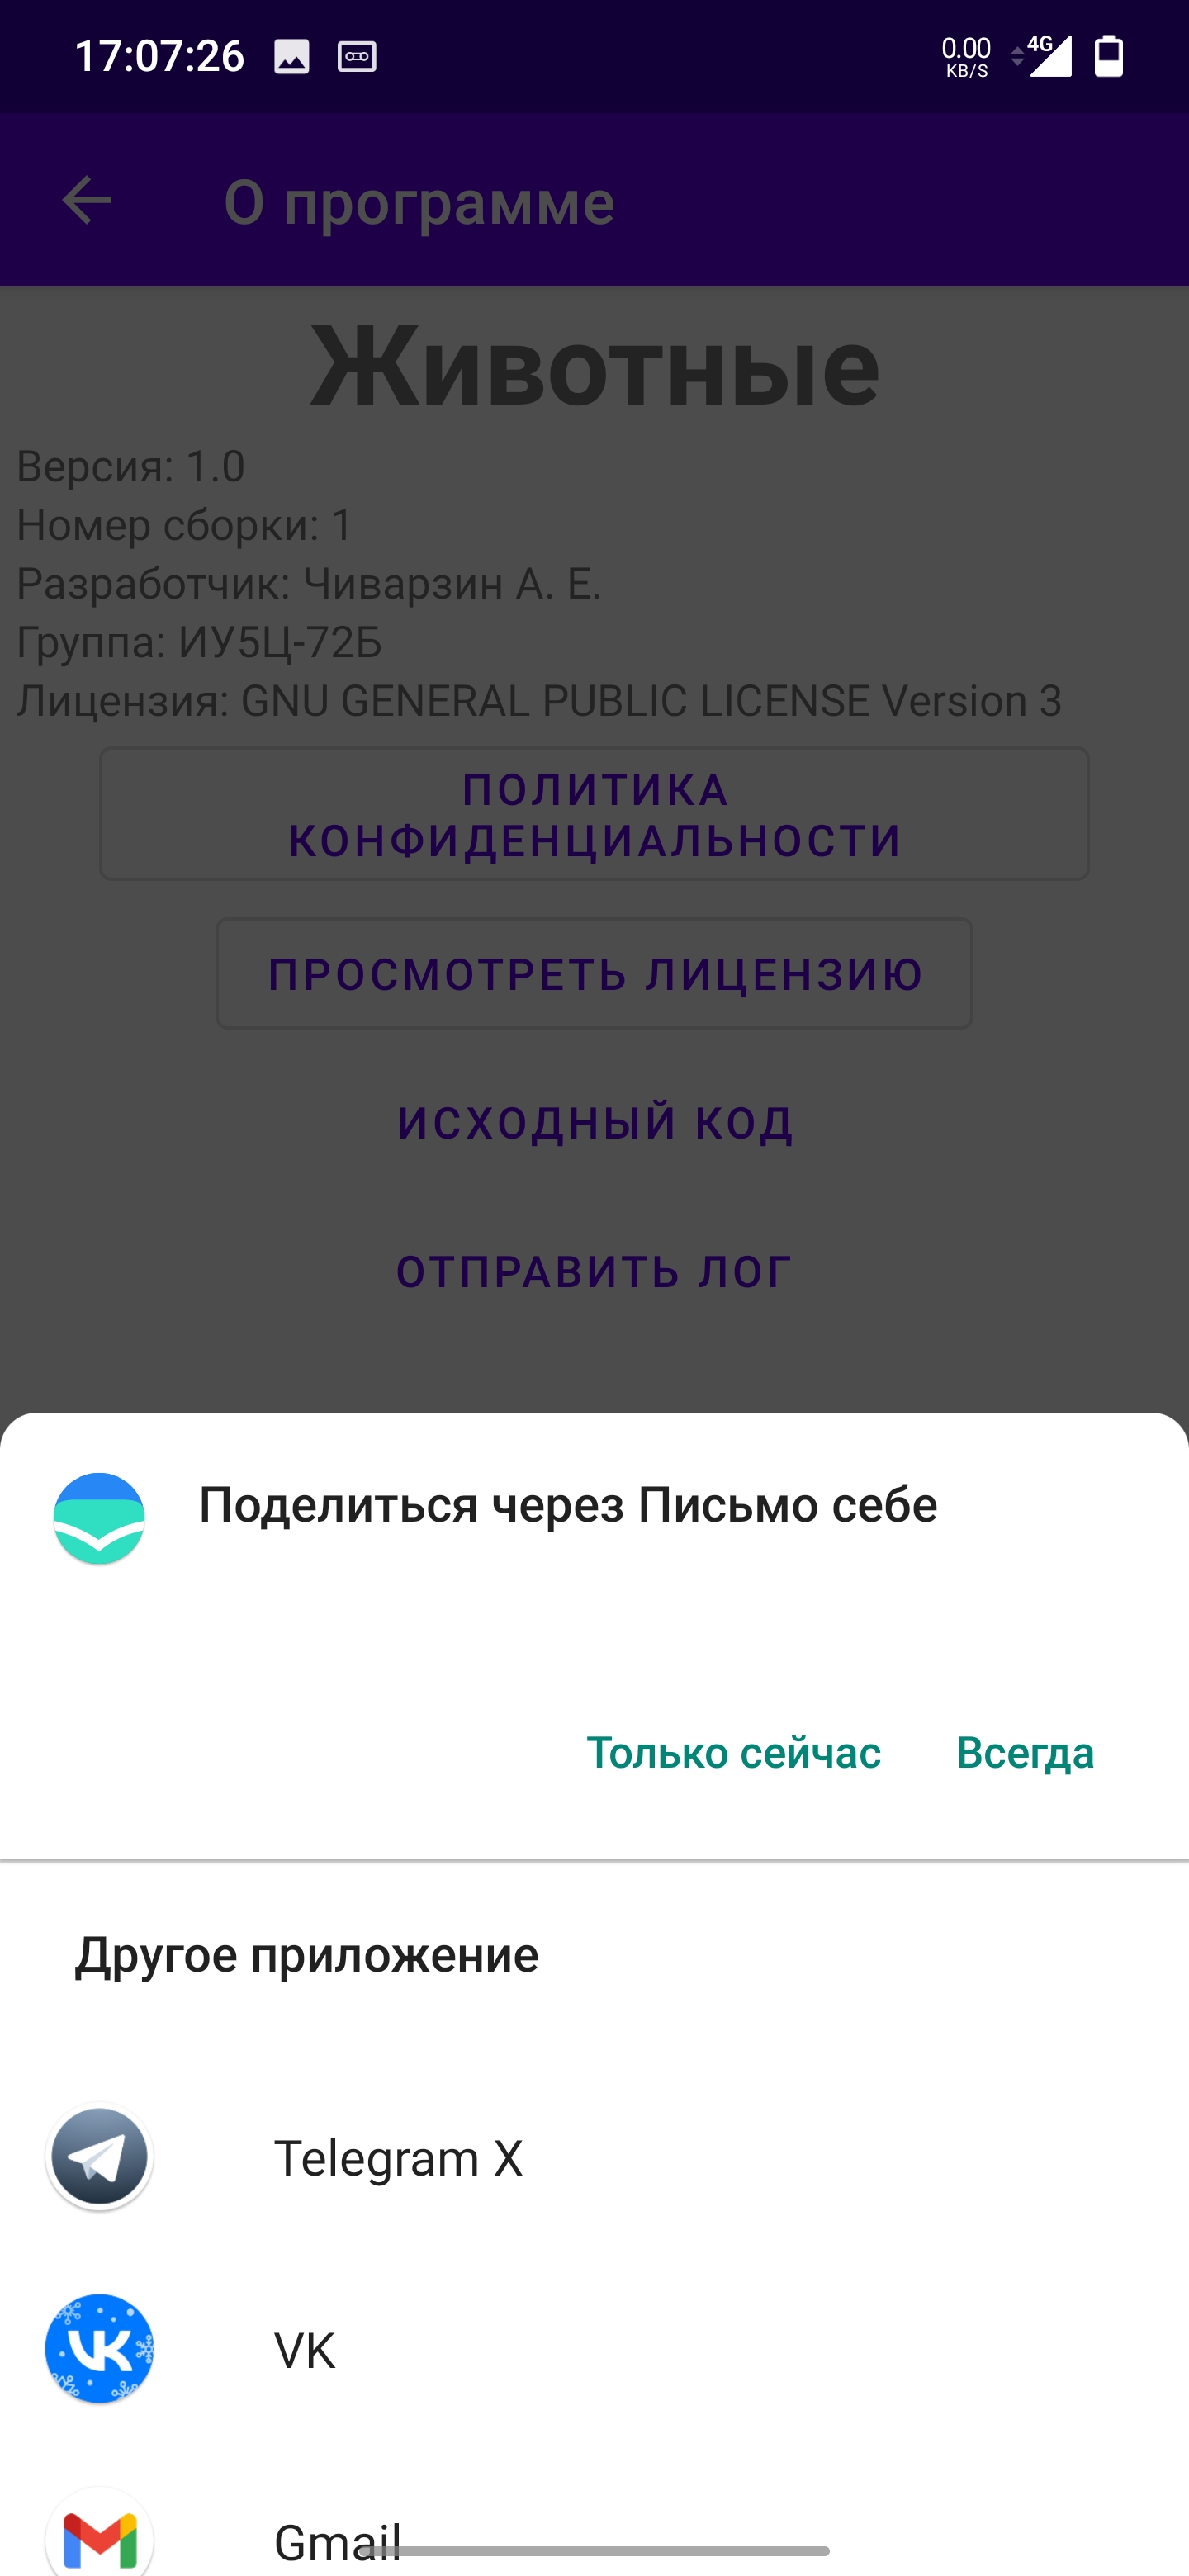 17:07:26
0.00
KB/S
4G
О программе
Животные
Версия: 1.0
Номер сборки: 1
Разработчик: Чиварзин А. Е.
Группа: ИУ5Ц-72Б
Лицензия: GNU GENERAL PUBLIC LICENSE Version 3
ПОЛИТИКА
КОНФИДЕНЦИАЛЬНОСТИ
ПРОСМОТРЕТЬ ЛИЦЕНЗИЮ
ИСХОДНЫЙ КОД
ОТПРАВИТЬ ЛОГ
Поделиться через Письмо себе
Только сейчас
Всегда
Другое приложение
Telegram X
VK
Gmail